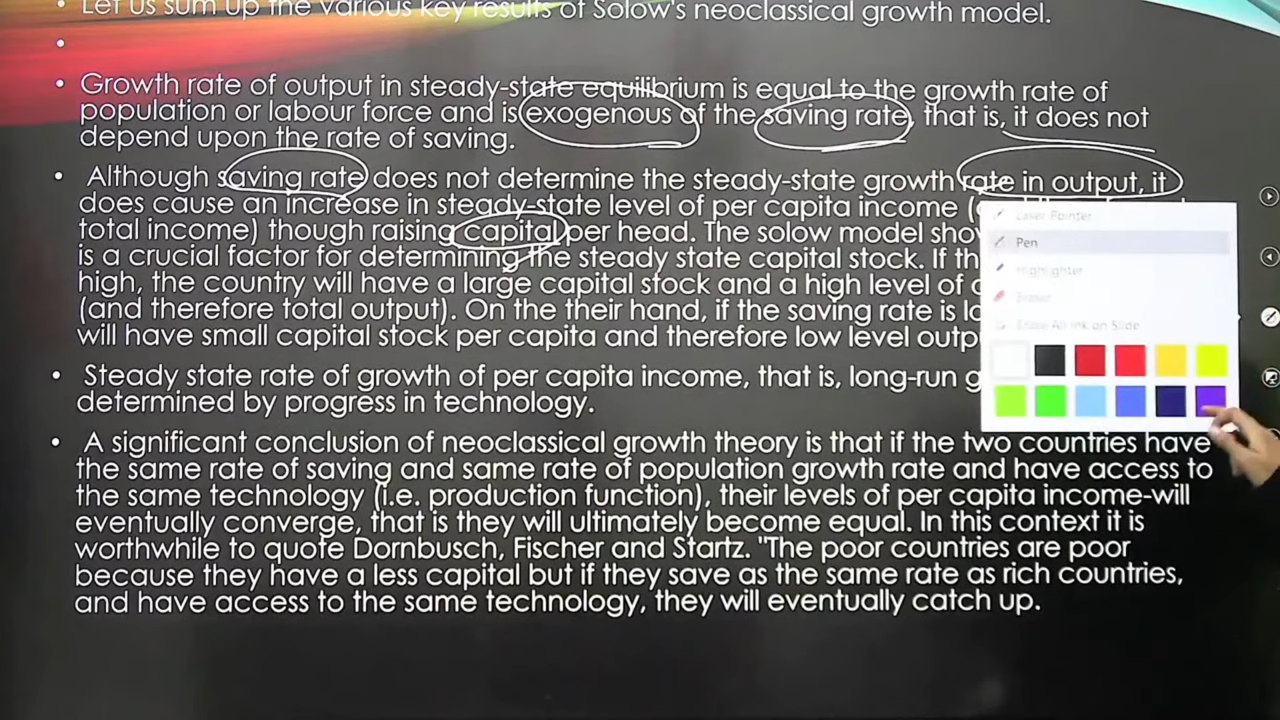 Let us sum up the various key results of Solow's neoclassical growth model.
Growth rate of output in steady-state equilibrium is equal to the growth rate of
population or labour force and is exogenous of the saving rate, that is, it does not
depend upon the rate of saving.
Although saving rate does not determine the steady-state growth rate in output, it
does cause an increase in steady-state level of per capita income (
total income) though raising capital per head. The solow model
is a crucial factor for determining the steady state capital stock. If
high, the country will have a large capital stock and a high level of
(and therefore total output). On the their hand, if the saving rate is
will have small capital stock per capita and therefore low level
Steady state rate of growth of per capita income, that is, long-run
determined by progress in technology.
A significant conclusion of neoclassical growth theory is that if the two countries have
the same rate of saving and same rate of population growth rate and have access to
the same technology (i.e. production function), their levels of per capita income-will
eventually converge, that is they will ultimately become equal. In this context it is
worthwhile to quote Dornbusch, Fischer and Startz. "The poor countries are poor
because they have a less capital but if they save as the same rate as rich countries,
and have access to the same technology, they will eventually catch up.
Laser Pointer
Pen
Highlighter
Eraser
Erase All Ink on Slide